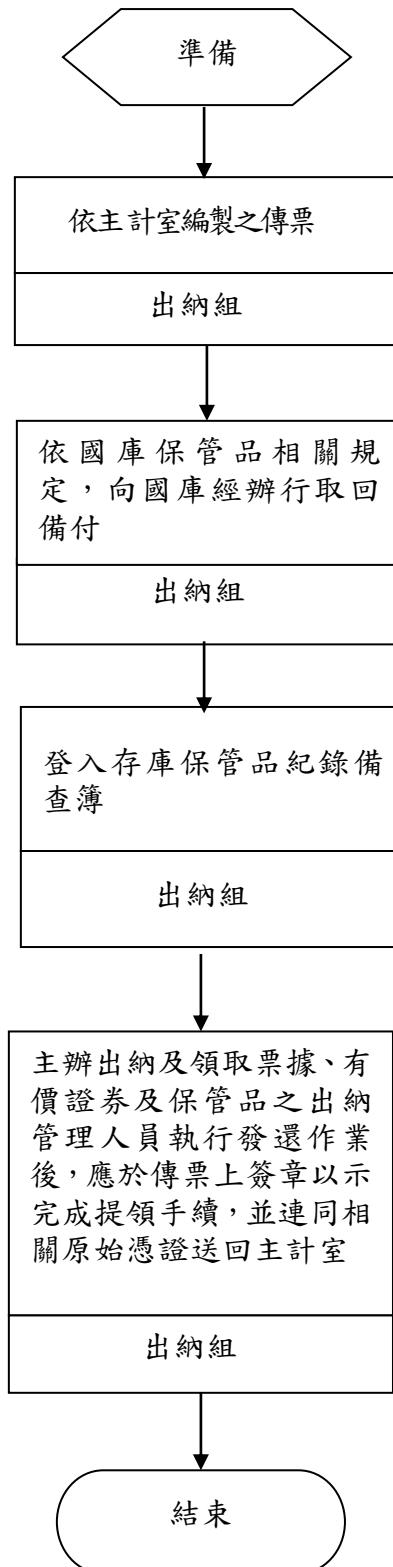 準備
依主計室編製之傳票
出納組
依國庫保管品相關規
定，向國庫經辦行取回
備付
出納組
登入存庫保管品紀錄備
查簿
出納組
主辦出納及領取票據、有
價證券及保管品之出納
管理人員執行發還作業
後，應於傳票上簽章以示
完成提領手續，並連同相
關原始憑證送回主計室
出納組
結束